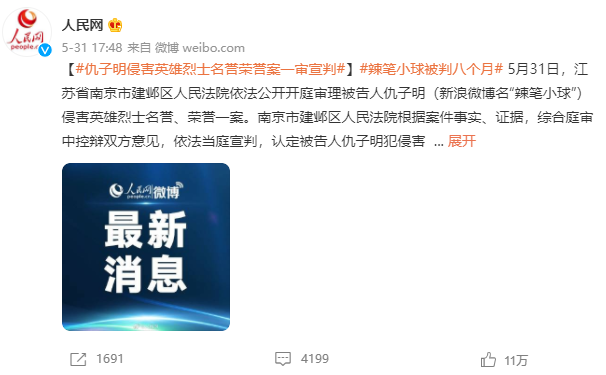 人民网
人民网
people.cn
5-31 17:48 来自 微博 weibo.com
【#仇子明侵害英雄烈士名誉荣誉案一审宣判#】#辣笔小球被判八个月# 5月31日，江
苏省南京市建邺区人民法院依法公开开庭审理被告人仇子明（新浪微博名“辣笔小球”）
侵害英雄烈士名誉、荣誉一案。南京市建邺区人民法院根据案件事实、证据，综合庭审
中控辩双方意见，依法当庭宣判，认定被告人仇子明犯侵害 ... 展开
人民网 微博
people.cn
最新
消息
1691 4199 11万